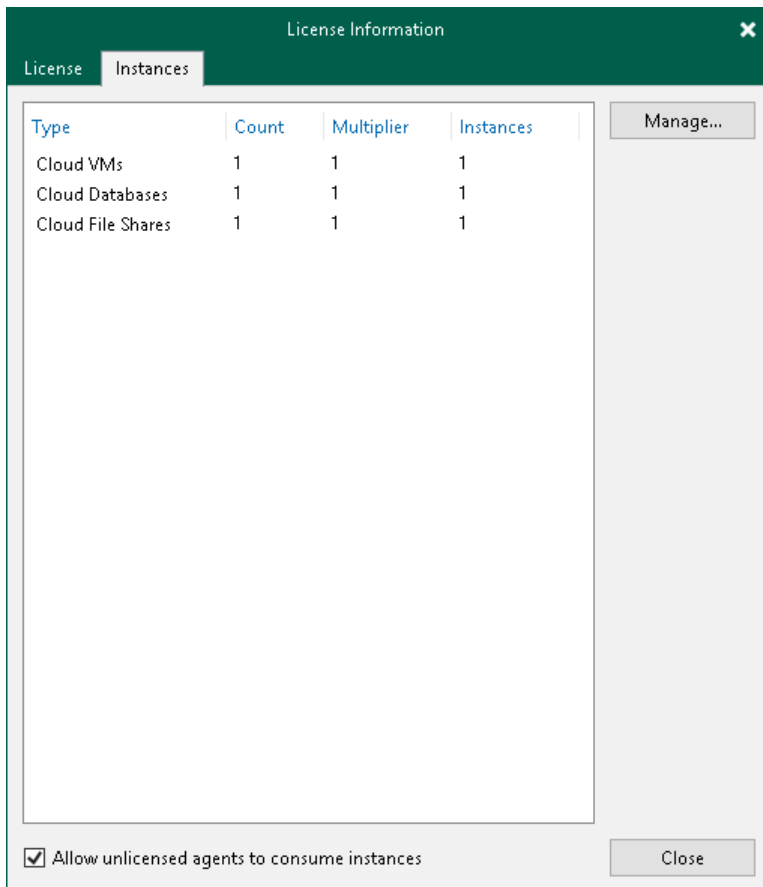 License Information
License Instances
Type Count Multiplier Instances
Manage...
Cloud VMs 1 1 1
Cloud Databases 1 1 1
Cloud File Shares 1 1 1
Allow unlicensed agents to consume instances
Close